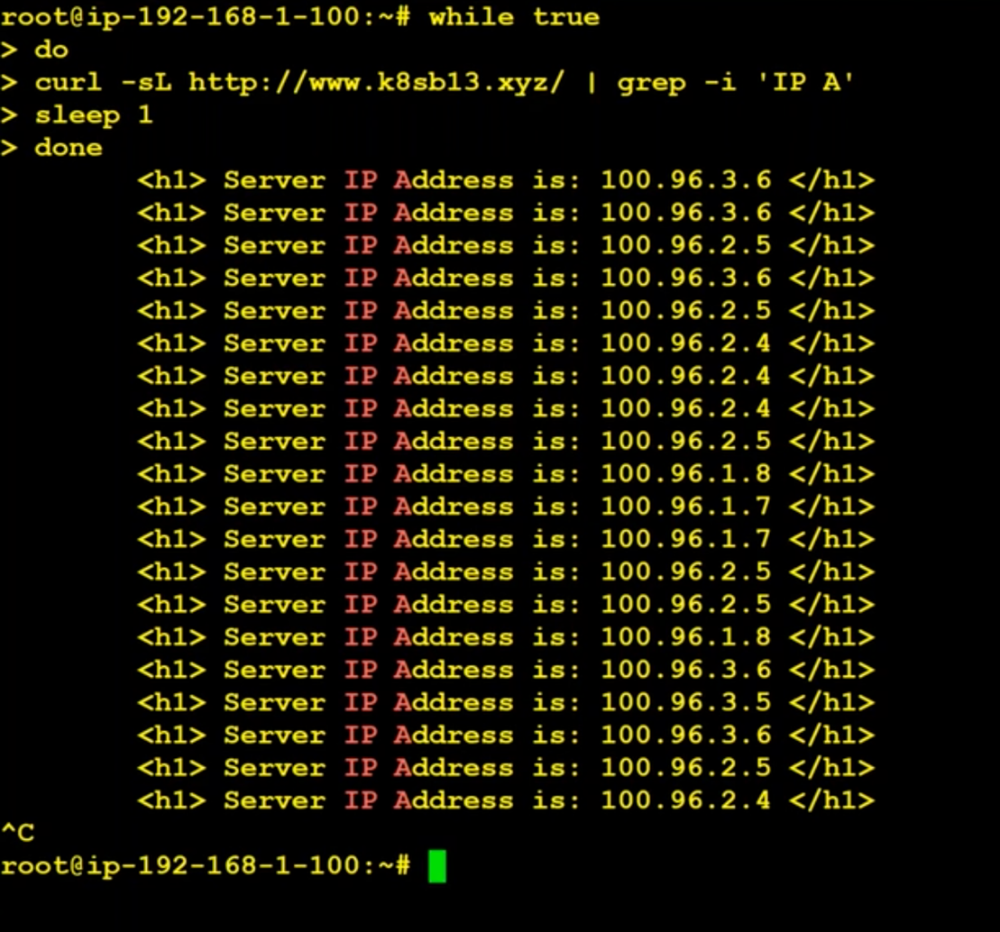 root@ip-192-168-1-100:~# while true
> do
> curl -sL http://www.k8sb13.xyz/ | grep -i 'IP A'
> sleep 1
> done
<h1> Server IP Address is: 100.96.3.6 </h1>
<h1> Server IP Address is: 100.96.3.6 </h1>
<h1> Server IP Address is: 100.96.2.5 </h1>
<h1> Server IP Address is: 100.96.3.6 </h1>
<h1> Server IP Address is: 100.96.2.5 </h1>
<h1> Server IP Address is: 100.96.2.4 </h1>
<h1> Server IP Address is: 100.96.2.4 </h1>
<h1> Server IP Address is: 100.96.2.4 </h1>
<h1> Server IP Address is: 100.96.2.5 </h1>
<h1> Server IP Address is: 100.96.1.8 </h1>
<h1> Server IP Address is: 100.96.1.7 </h1>
<h1> Server IP Address is: 100.96.1.7 </h1>
<h1> Server IP Address is: 100.96.2.5 </h1>
<h1> Server IP Address is: 100.96.2.5 </h1>
<h1> Server IP Address is: 100.96.1.8 </h1>
<h1> Server IP Address is: 100.96.3.6 </h1>
<h1> Server IP Address is: 100.96.3.5 </h1>
<h1> Server IP Address is: 100.96.3.6 </h1>
<h1> Server IP Address is: 100.96.2.5 </h1>
<h1> Server IP Address is: 100.96.2.4 </h1>
^C
root@ip-192-168-1-100:~#